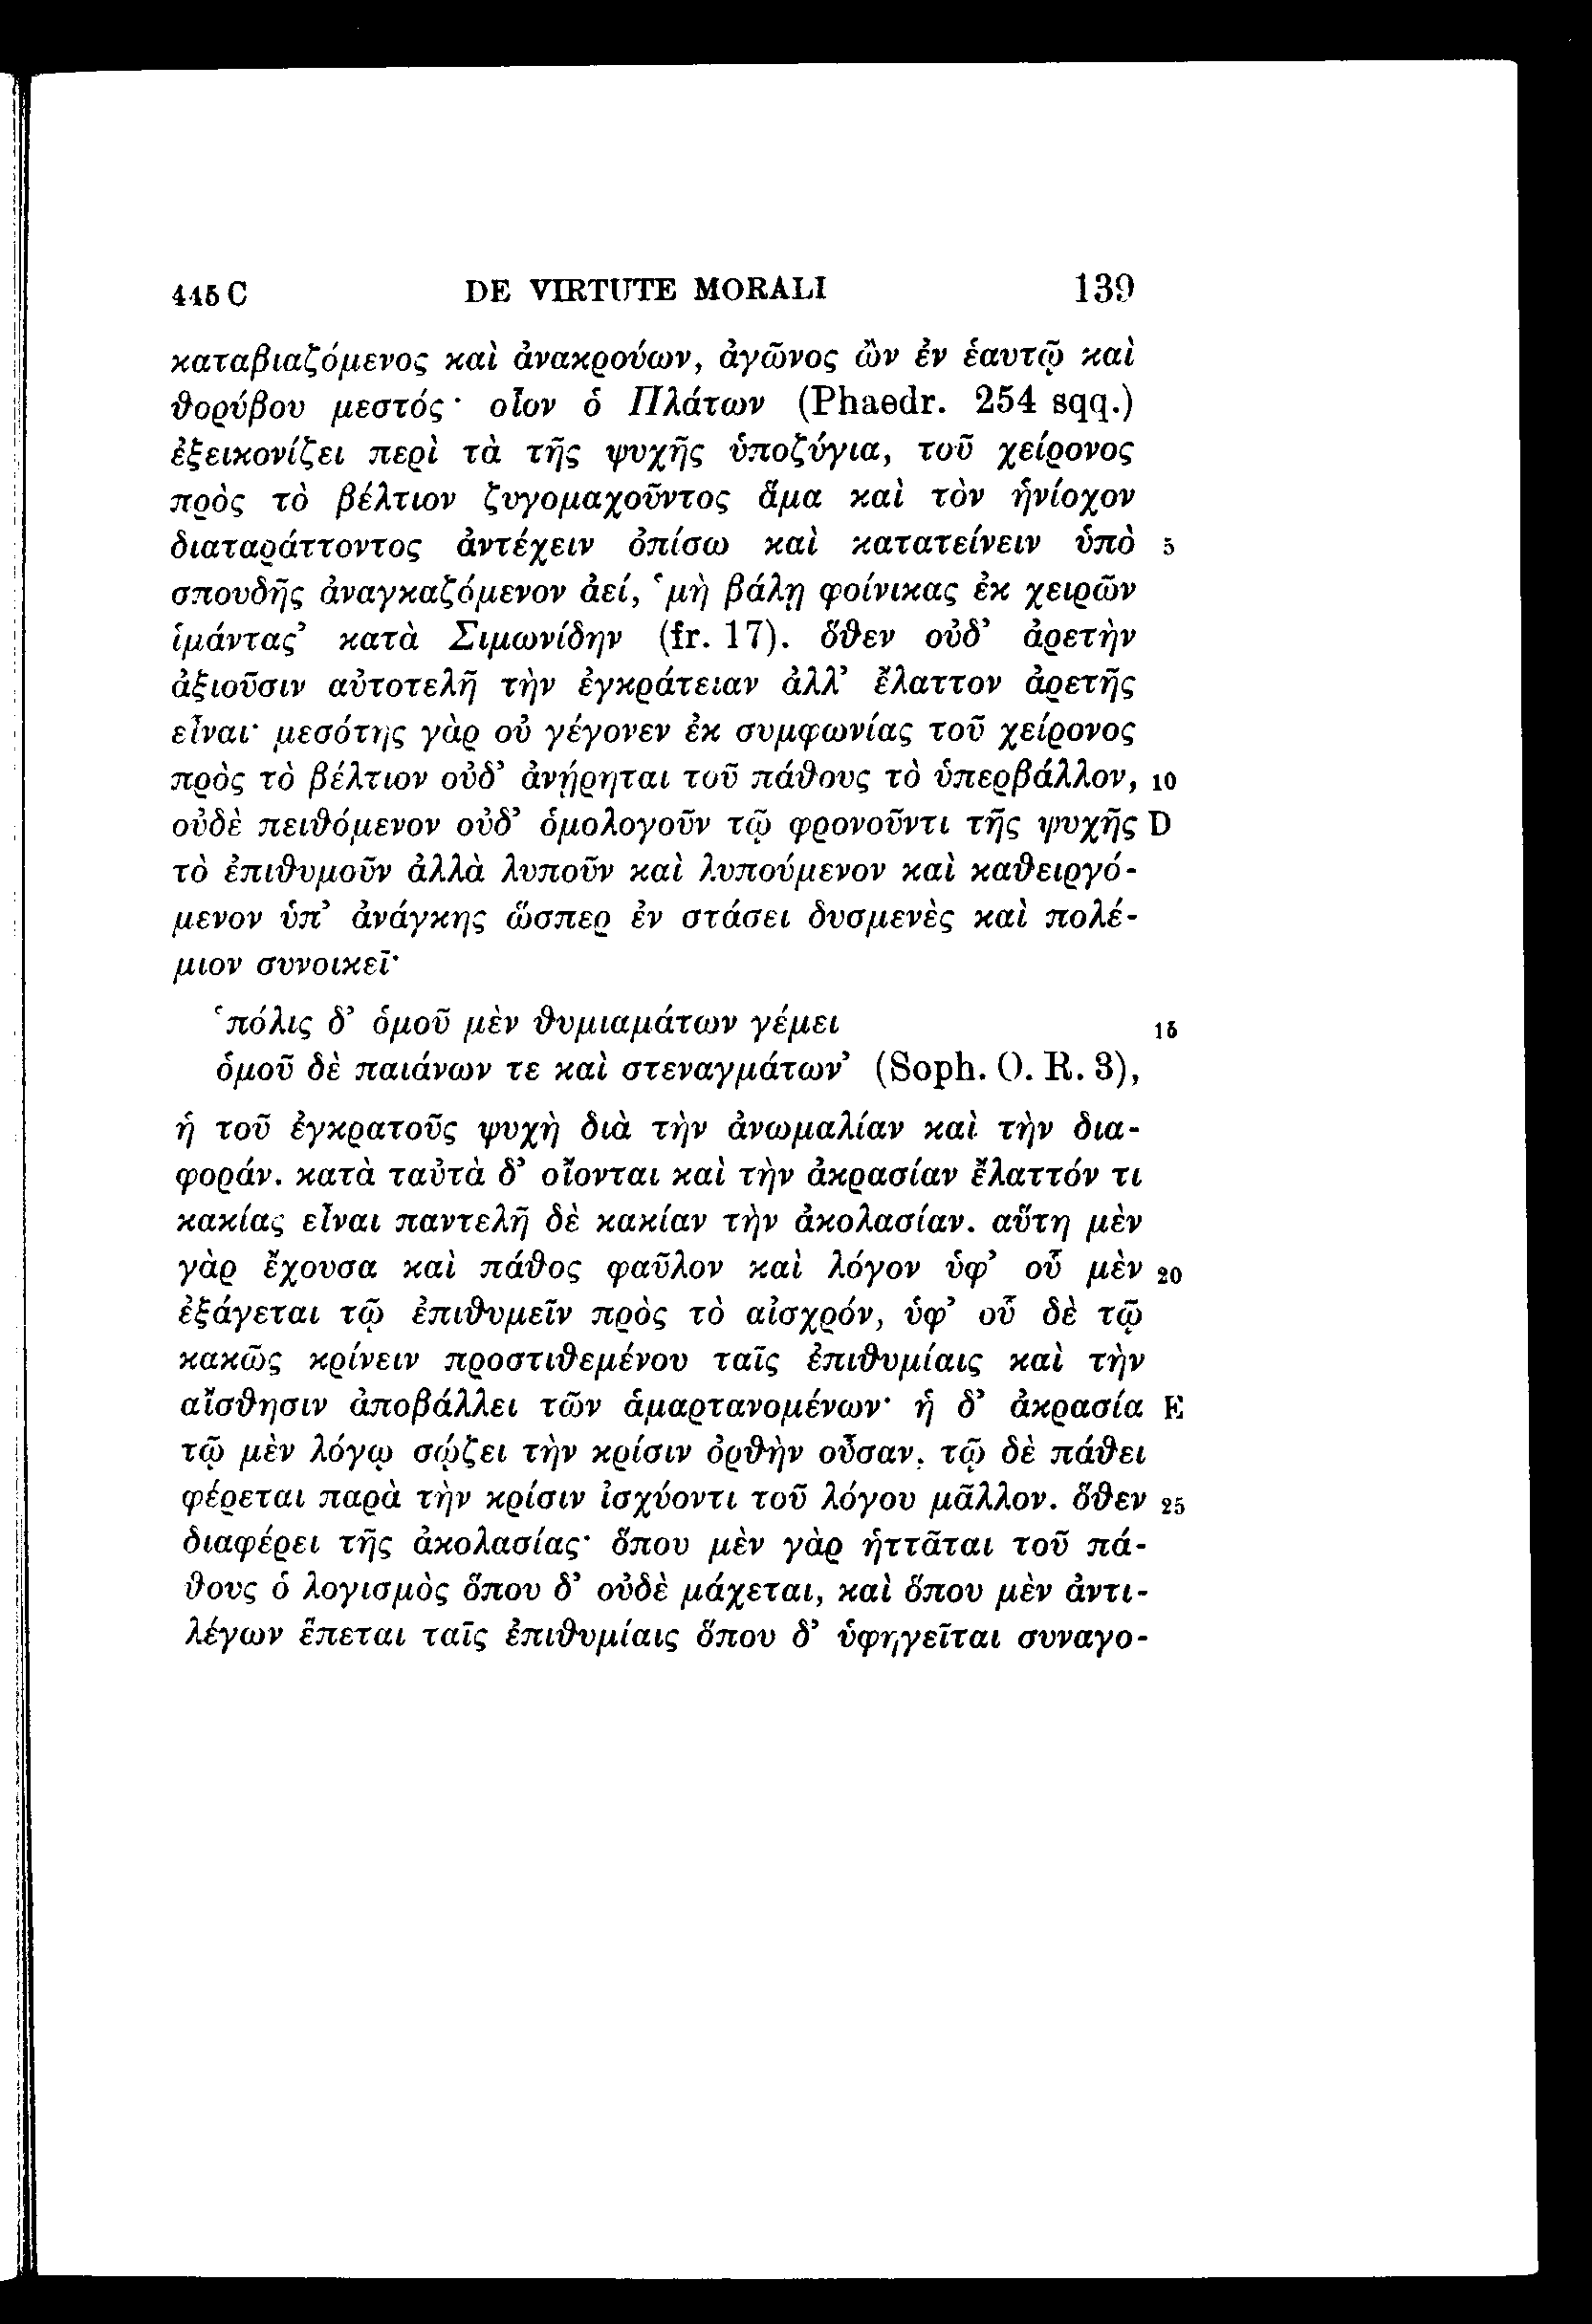 445 C DE VIRTUTE MORALI 139
καταβιαζόμενος καὶ ἀνακρούων, ἀγῶνος ὢν ἐν ἑαυτῷ καὶ
θορύβου μεστός· οἷον ὁ Πλάτων (Phaedr. 254 sqq.)
ἐξεικονίζει περὶ τὰ τῆς ψυχῆς ὑποζύγια, τοῦ χείρονος
πρὸς τὸ βέλτιον ζυγομαχοῦντος ἅμα καὶ τὸν ἡνίοχον
διαταράττοντος ἀντέχειν ὀπίσω καὶ κατατείνειν ὑπὸ 5
σπουδῆς ἀναγκαζόμενον ἀεί, ‘μὴ βάλῃ φοίνικας ἐκ χειρῶν
ἱμάντας’ κατὰ Σιμωνίδην (fr. 17). ὅθεν οὐδ’ ἀρετὴν
ἀξιοῦσιν αὐτοτελῆ τὴν ἐγκράτειαν ἀλλ’ ἔλαττον ἀρετῆς
εἶναι· μεσότης γὰρ οὐ γέγονεν ἐκ συμφωνίας τοῦ χείρονος
πρὸς τὸ βέλτιον οὐδ’ ἀνῄρηται τοῦ πάθους τὸ ὑπερβάλλον, 10
οὐδὲ πειθόμενον οὐδ’ ὁμολογοῦν τῷ φρονοῦντι τῆς ψυχῆς D
τὸ ἐπιθυμοῦν ἀλλὰ λυποῦν καὶ λυπούμενον καὶ καθειργό-
μενον ὑπ’ ἀνάγκης ὥσπερ ἐν στάσει δυσμενὲς καὶ πολέ-
μιον συνοικεῖ·
‘πόλις δ’ ὁμοῦ μὲν θυμιαμάτων γέμει 15
ὁμοῦ δὲ παιάνων τε καὶ στεναγμάτων’ (Soph. O. R. 3),
ἡ τοῦ ἐγκρατοῦς ψυχὴ διὰ τὴν ἀνωμαλίαν καὶ τὴν δια-
φοράν. κατὰ ταὐτὰ δ’ οἴονται καὶ τὴν ἀκρασίαν ἔλαττόν τι
κακίας εἶναι παντελῆ δὲ κακίαν τὴν ἀκολασίαν. αὕτη μὲν
γὰρ ἔχουσα καὶ πάθος φαῦλον καὶ λόγον ὑφ’ οὗ μὲν 20
ἐξάγεται τῷ ἐπιθυμεῖν πρὸς τὸ αἰσχρόν, ὑφ’ οὗ δὲ τῷ
κακῶς κρίνειν προστιθεμένου ταῖς ἐπιθυμίαις καὶ τὴν
αἴσθησιν ἀποβάλλει τῶν ἁμαρτανομένων· ἡ δ’ ἀκρασία E
τῷ μὲν λόγῳ σῴζει τὴν κρίσιν ὀρθὴν οὖσαν, τῷ δὲ πάθει
φέρεται παρὰ τὴν κρίσιν ἰσχύοντι τοῦ λόγου μᾶλλον. ὅθεν 25
διαφέρει τῆς ἀκολασίας· ὅπου μὲν γὰρ ἡττᾶται τοῦ πά-
θους ὁ λογισμὸς ὅπου δ’ οὐδὲ μάχεται, καὶ ὅπου μὲν ἀντι-
λέγων ἕπεται ταῖς ἐπιθυμίαις ὅπου δ’ ὑφηγεῖται συναγο-